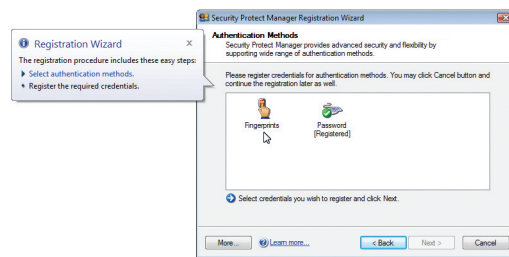 Security Protect Manager Registration Wizard
Registration Wizard
The registration procedure includes these easy steps:
Select authentication methods.
Register the required credentials.
Authentication Methods
Security Protect Manager provides advanced security and flexibility by
supporting wide range of authentication methods.
Please register credentials for authentication methods. You may click Cancel button and
continue the registration later as well.
Fingerprints
Password
[Registered]
Select credentials you wish to register and click Next.
More...
Learn more...
< Back
Next >
Cancel